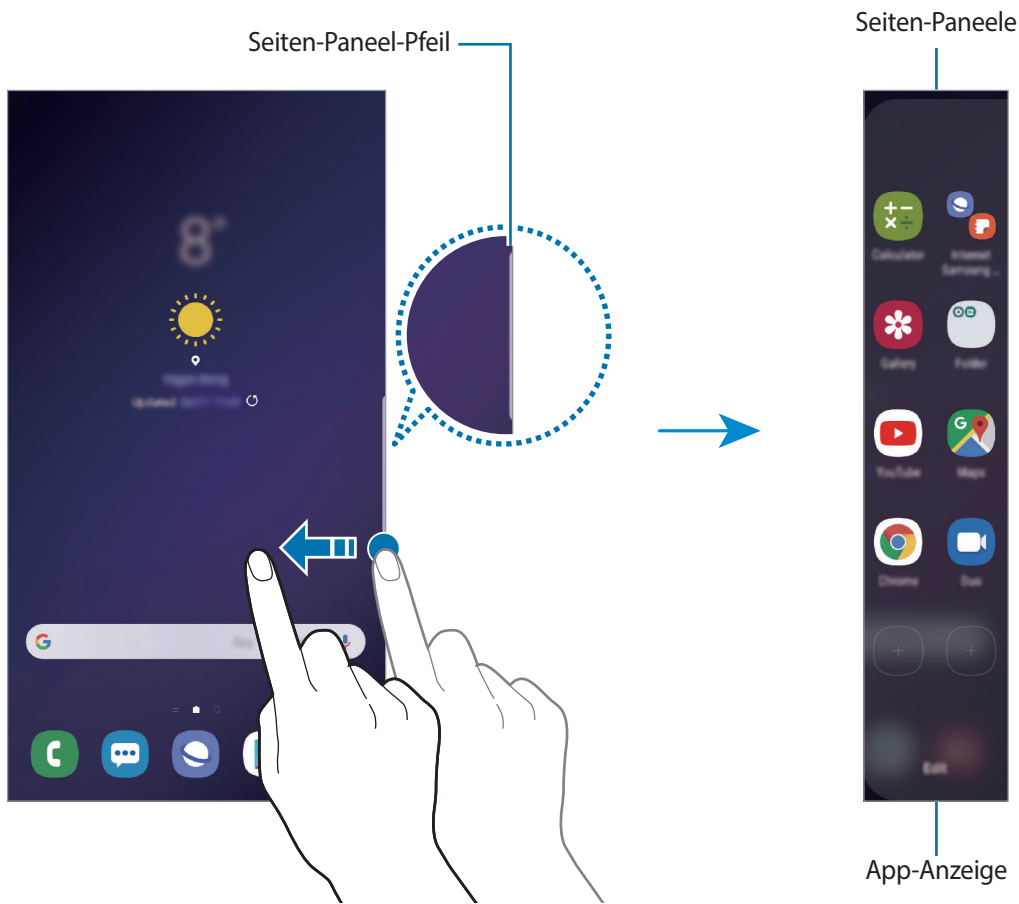 Seiten-Paneel-Pfeil
Seiten-Paneele
8°
Updated
Calculator
Internet
Samsung ...
Gallery
Folder
G
YouTube
Maps
Chrome
Duo
G
Edit
App-Anzeige